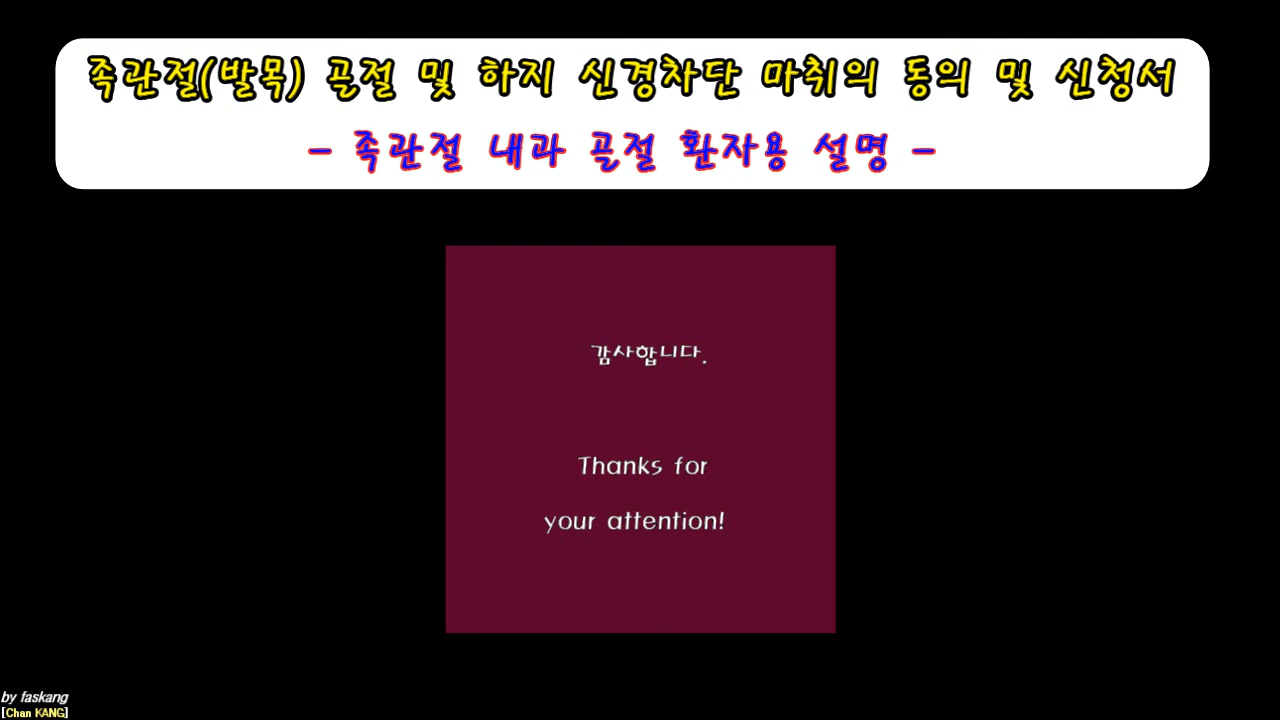 족관절(발목) 골절 및 하지 신경차단 마취의 동의 및 신청서
- 족관절 내과 골절 환자용 설명 -
감사합니다.
Thanks for
your attention!
by faskang
[Chan KANG]